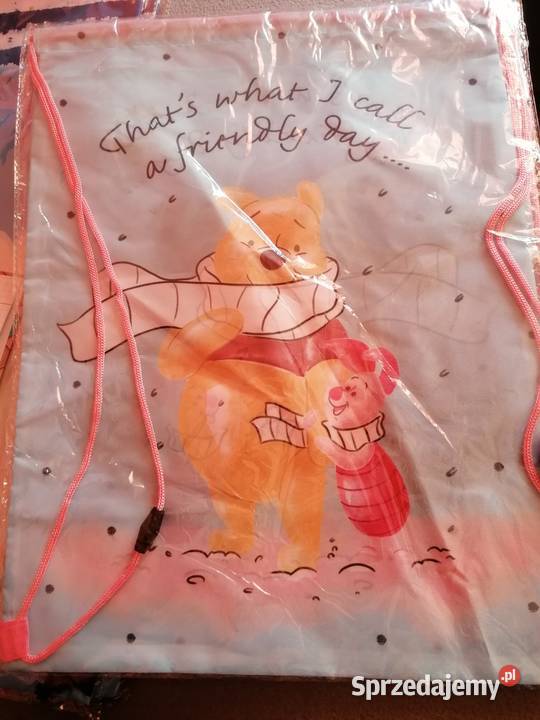 That's what I call
a friendly day....
Sprzedajemy.pl